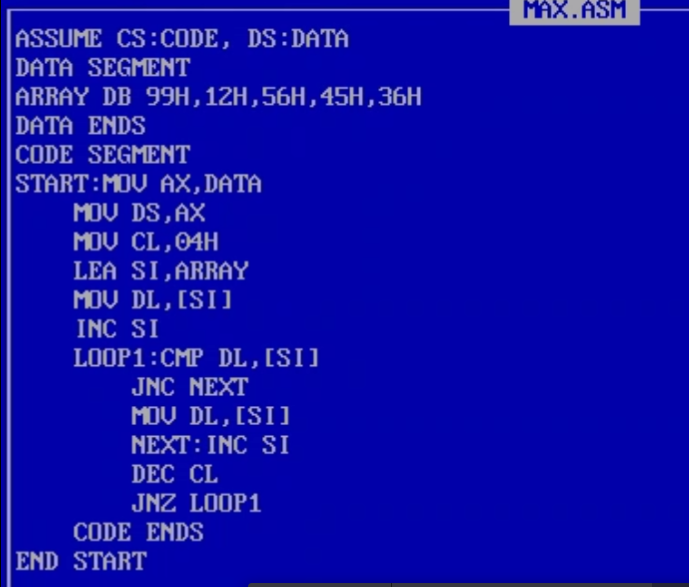 MAX.ASM
ASSUME CS:CODE, DS:DATA
DATA SEGMENT
ARRAY DB 99H,12H,56H,45H,36H
DATA ENDS
CODE SEGMENT
START:MOV AX,DATA
MOV DS,AX
MOV CL,04H
LEA SI,ARRAY
MOV DL,[SI]
INC SI
LOOP1:CMP DL,[SI]
JNC NEXT
MOV DL,[SI]
NEXT:INC SI
DEC CL
JNZ LOOP1
CODE ENDS
END START